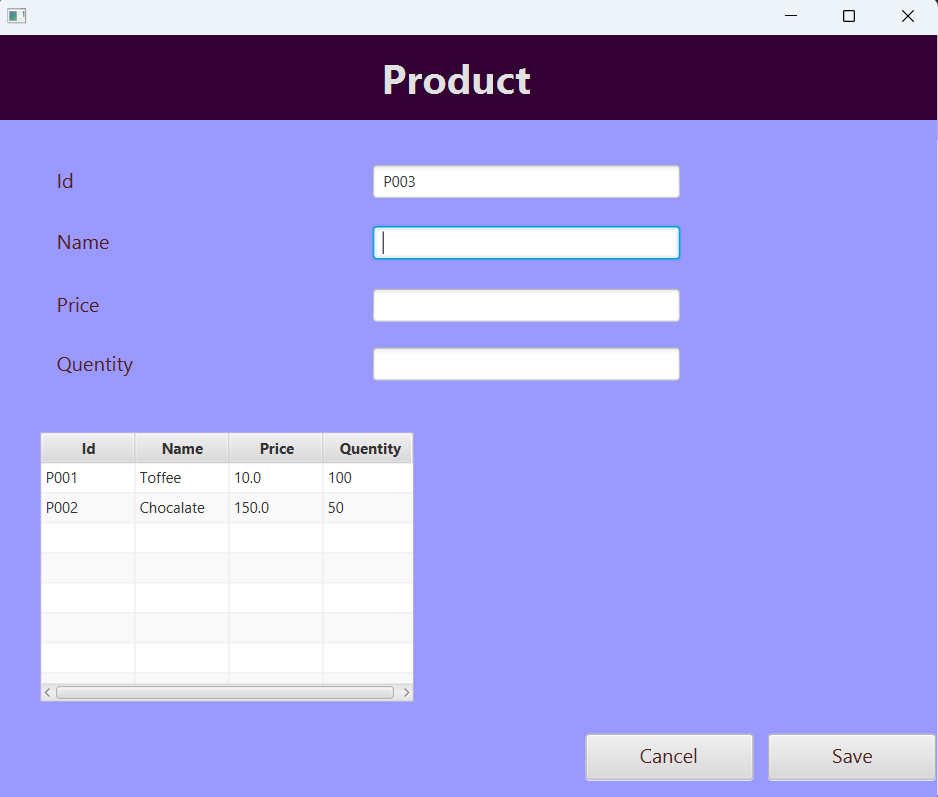 Product
Id P003
Name
Price
Quentity
Id Name Price Quentity
P001 Toffee 10.0 100
P002 Chocalate 150.0 50
Cancel Save